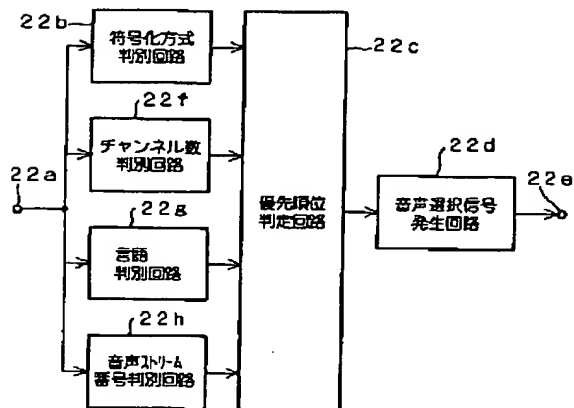 22b
符号化方式
判別回路
22c
22f
チャンネル数
判別回路
22a
22g
言語
判別回路
22h
音声ストリーム
番号判別回路
優先順位
判定回路
22d
音声選択信号
発生回路
22e